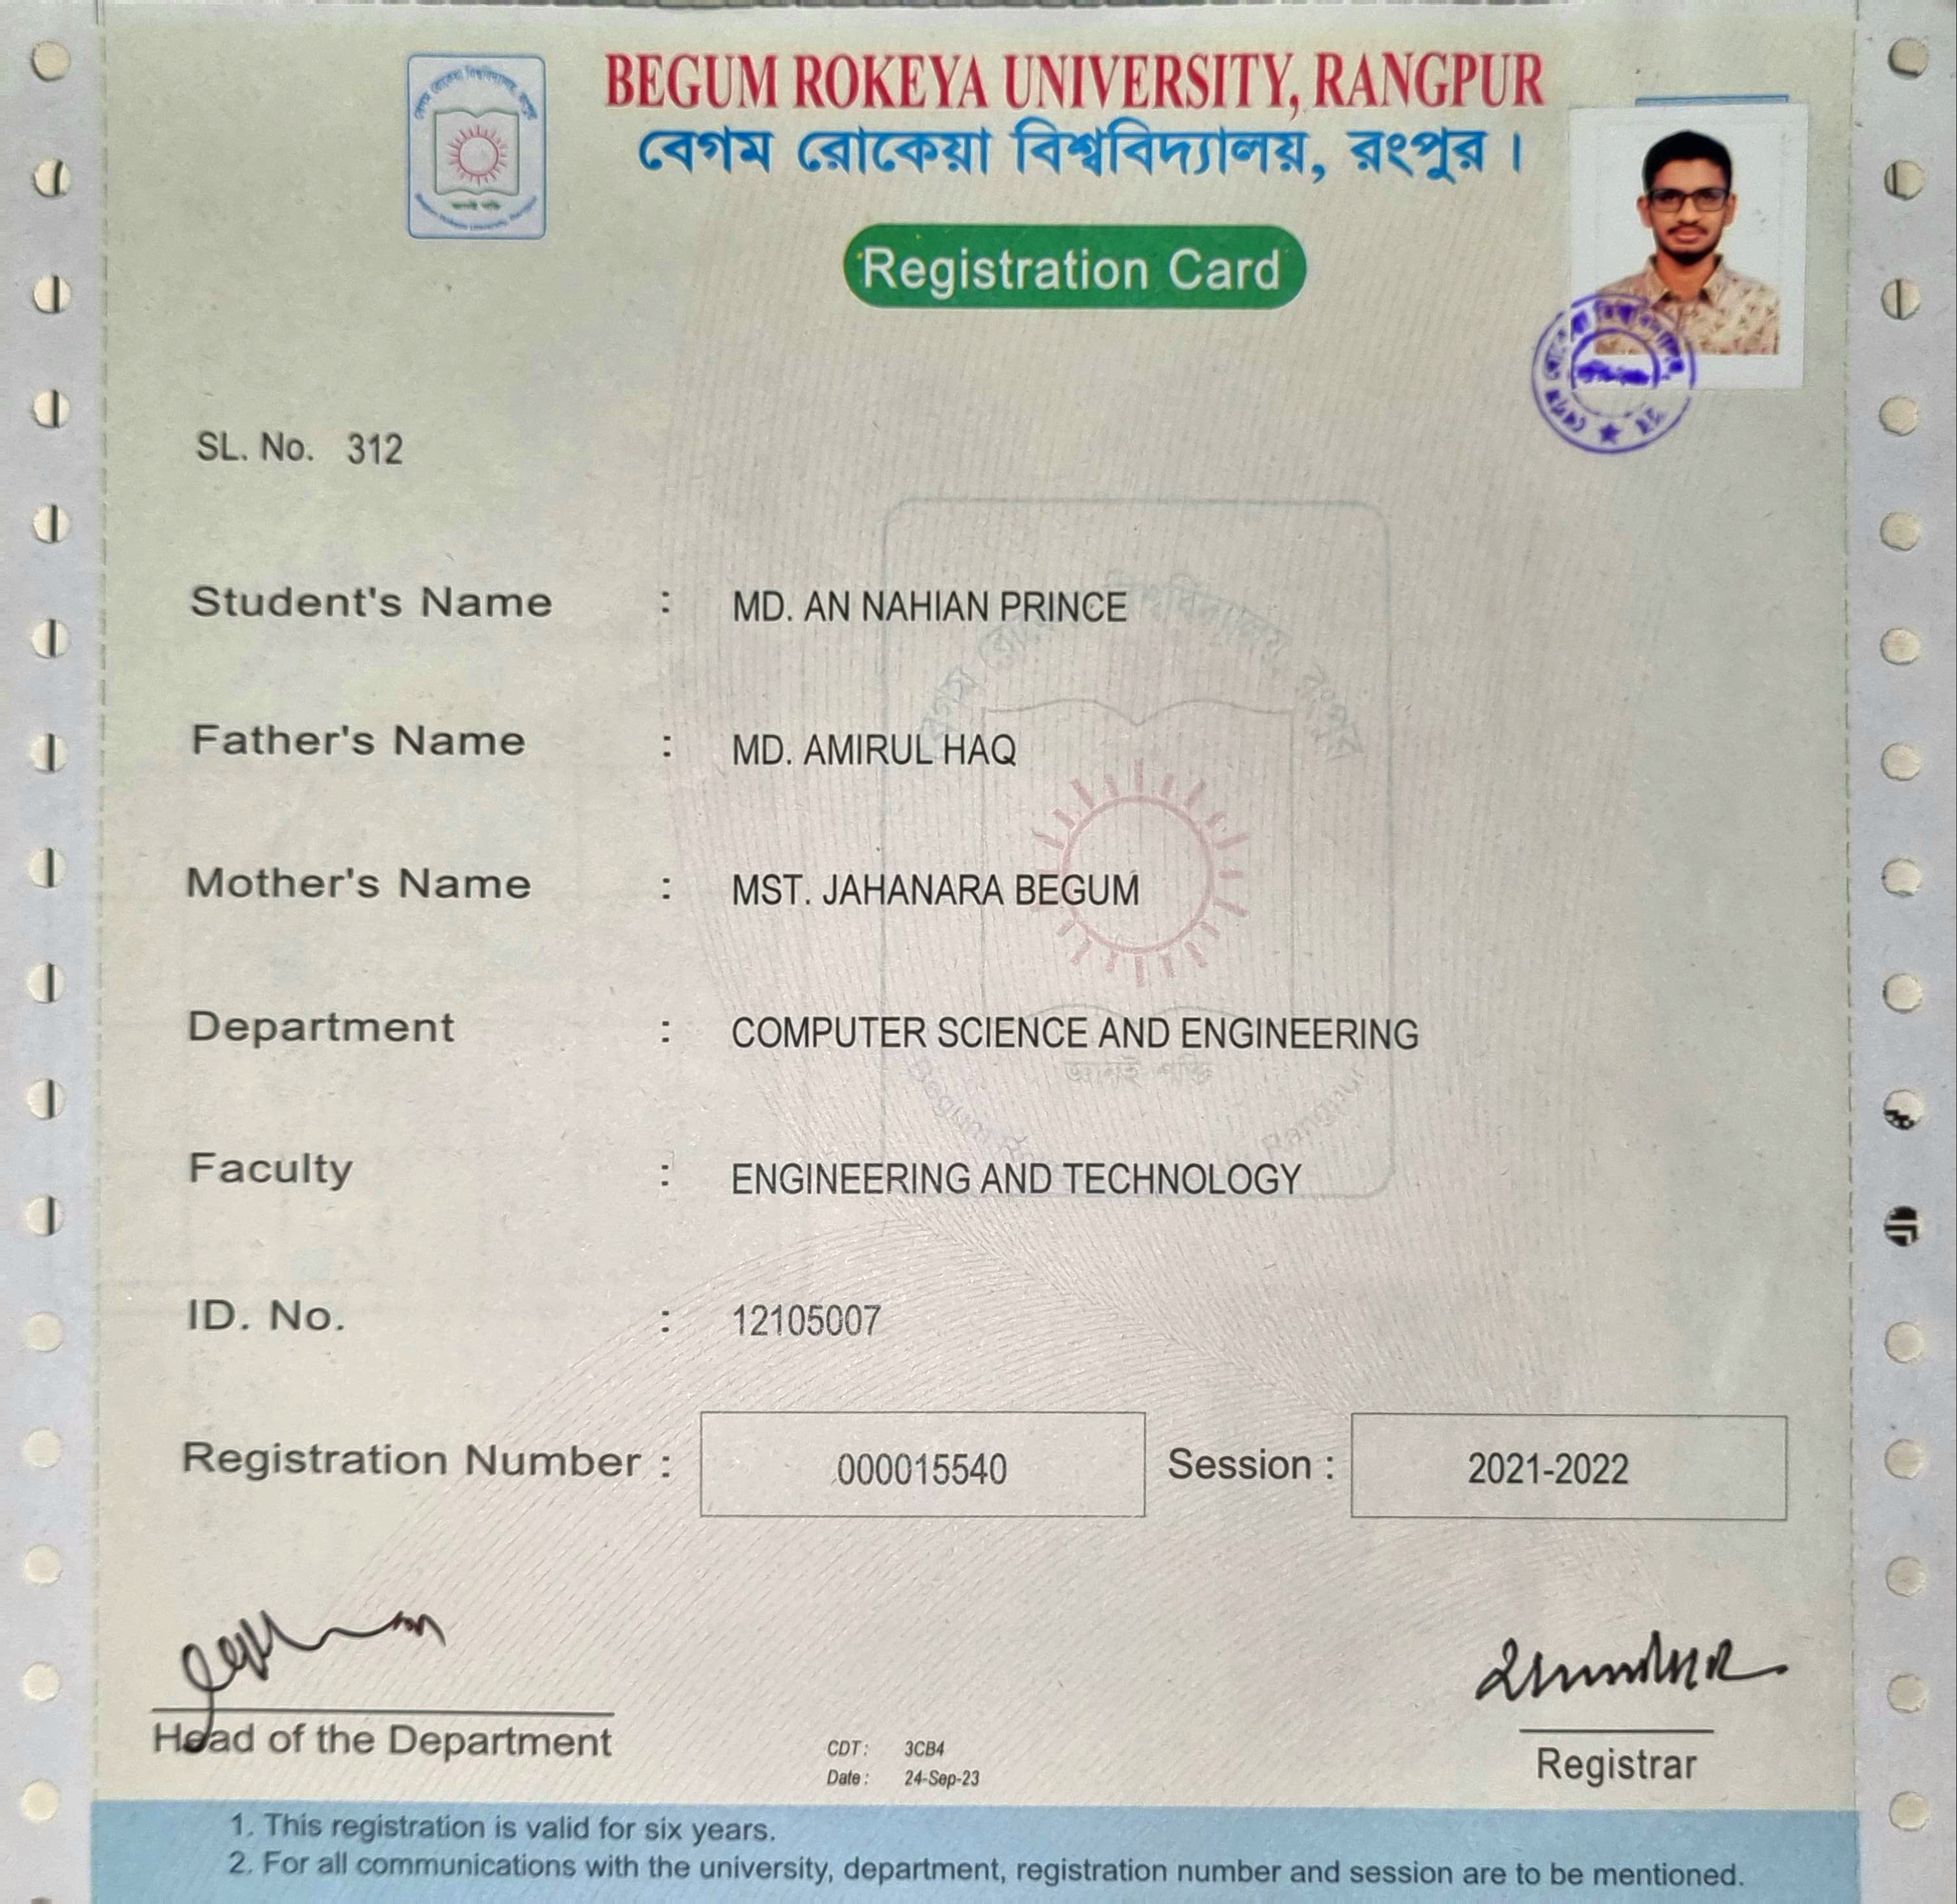 BEGUM ROKEYA UNIVERSITY, RANGPUR
বেগম রোকেয়া বিশ্ববিদ্যালয়, রংপুর।
Registration Card
SL. No. 312
Student's Name : MD. AN NAHIAN PRINCE
Father's Name : MD. AMIRUL HAQ
Mother's Name : MST. JAHANARA BEGUM
Department : COMPUTER SCIENCE AND ENGINEERING
Faculty : ENGINEERING AND TECHNOLOGY
ID. No. : 12105007
Registration Number : 000015540 Session : 2021-2022
Head of the Department
CDT: 3CB4
Date: 24-Sep-23
Registrar
1. This registration is valid for six years.
2. For all communications with the university, department, registration number and session are to be mentioned.